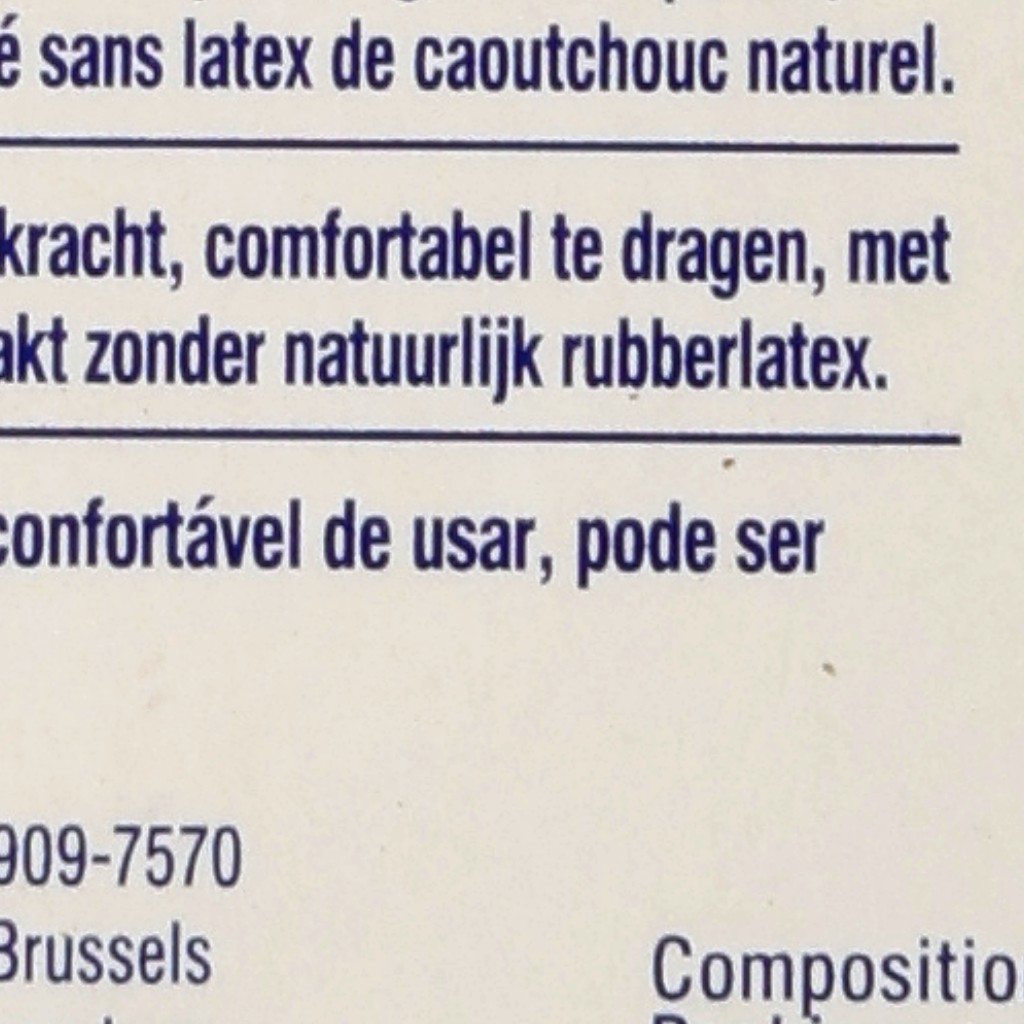 é sans latex de caoutchouc naturel.
kracht, comfortabel te dragen, met
akt zonder natuurlijk rubberlatex.
confortável de usar, pode ser
909-7570
Brussels
Compositio